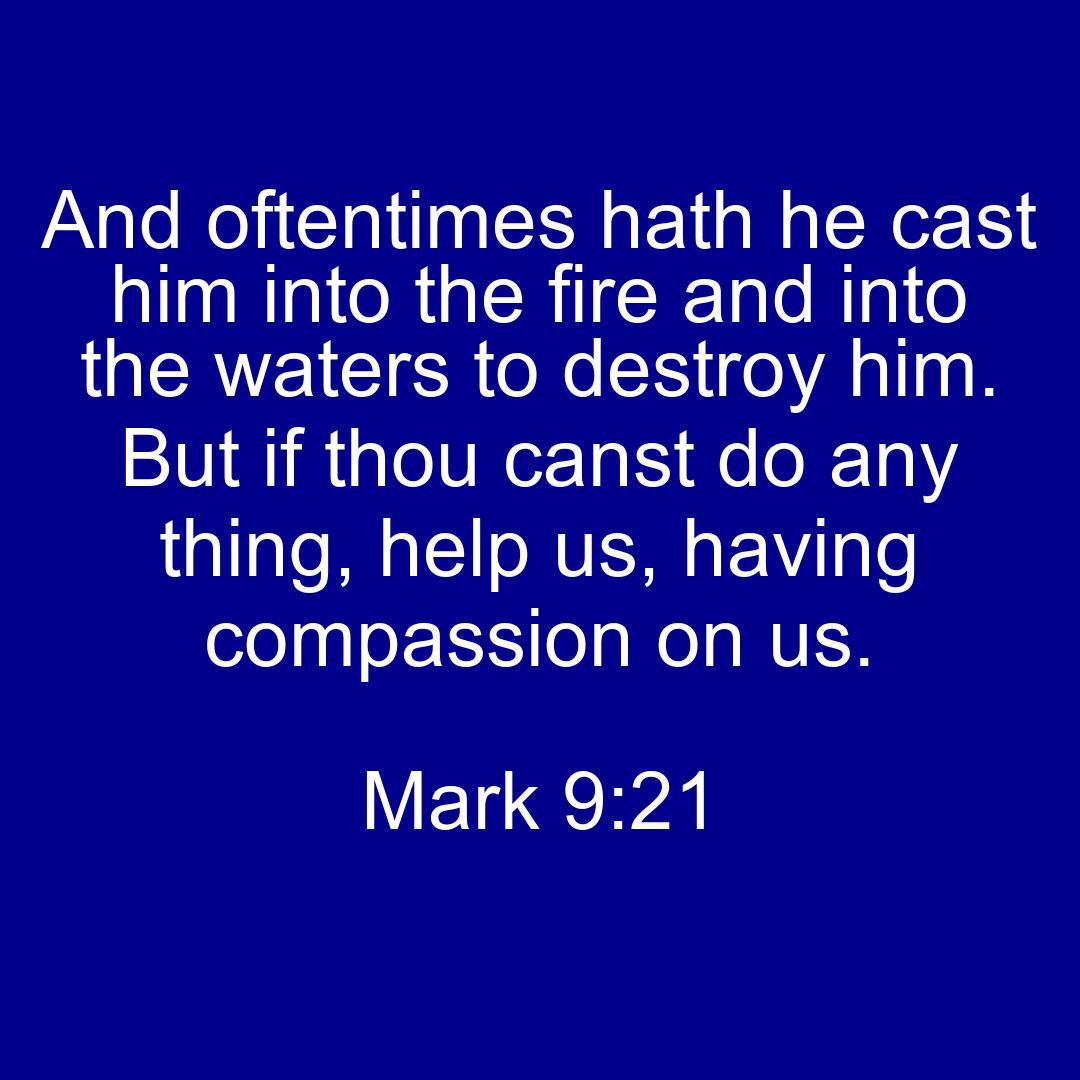 And oftentimes hath he cast
him into the fire and into
the waters to destroy him.
But if thou canst do any
thing, help us, having
compassion on us.
Mark 9:21